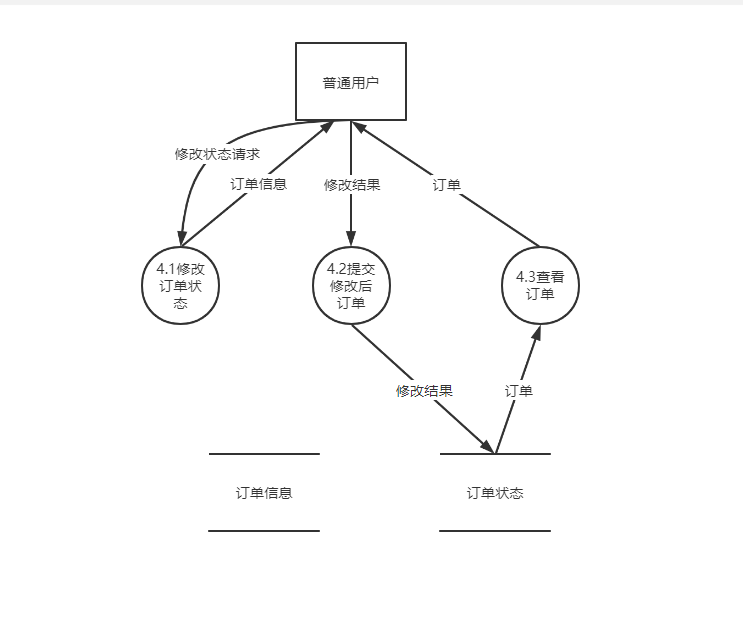 普通用户
修改状态请求
订单信息
修改结果
订单
4.1修改
订单状
态
4.2提交
修改后
订单
4.3查看
订单
修改结果
订单
订单信息
订单状态